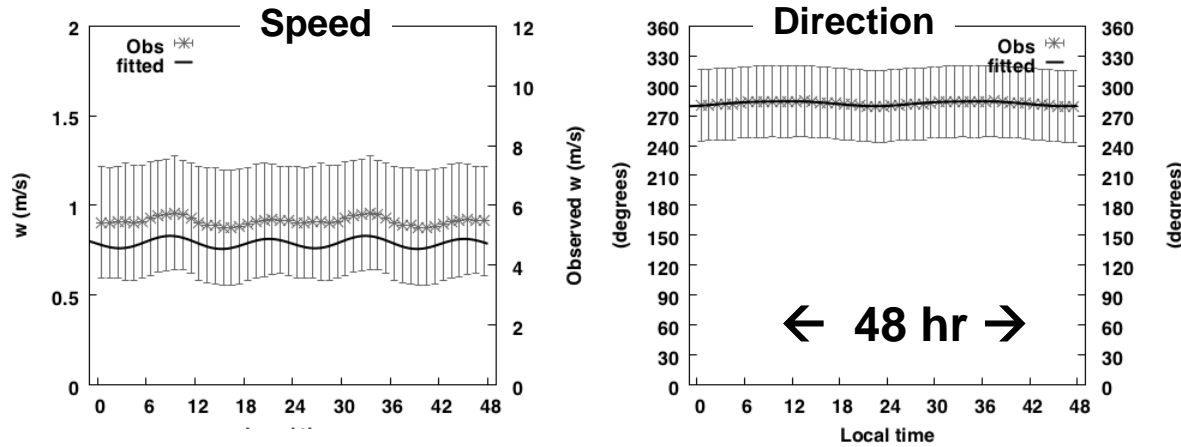 Speed
2
1.5
1
0.5
0
w (m/s)
Obs
fitted
12
10
8
6
4
2
0
Observed w (m/s)
0 6 12 18 24 30 36 42 48
Direction
360
330
300
270
240
210
180
150
120
90
60
30
0
(degrees)
Obs
fitted
← 48 hr →
360
330
300
270
240
210
180
150
120
90
60
30
0
(degrees)
0 6 12 18 24 30 36 42 48
Local time